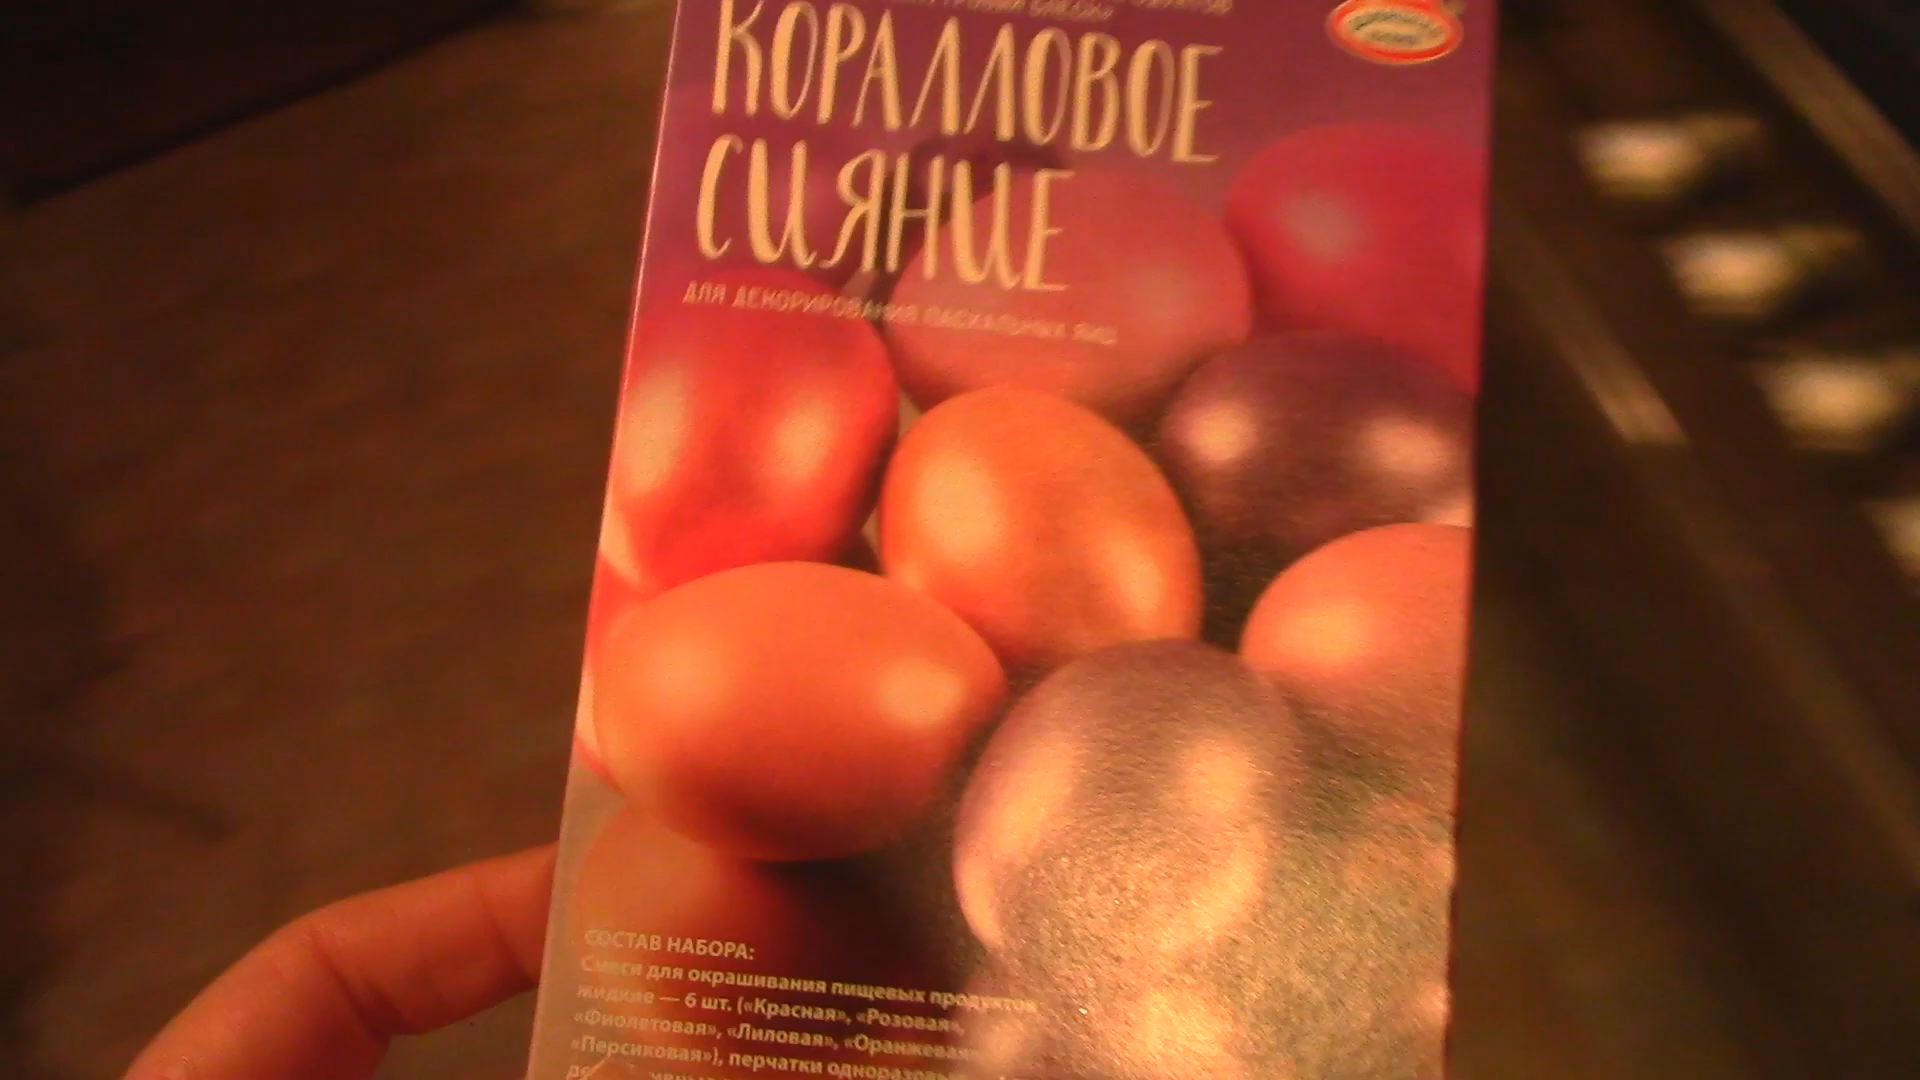 КОРАЛЛОВОЕ
СИЯНИЕ
ДЛЯ ДЕКОРИРОВАНИЯ ПАСХАЛЬНЫХ ЯИЦ
СОСТАВ НАБОРА:
Смеси для окрашивания пищевых продуктов
жидкие — 6 шт. («Красная», «Розовая»,
«Фиолетовая», «Лиловая», «Оранжевая»,
«Персиковая»), перчатки